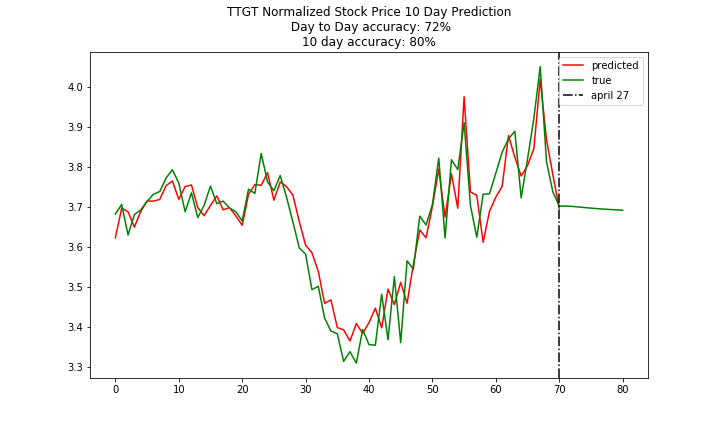 TTGT Normalized Stock Price 10 Day Prediction
Day to Day accuracy: 72%
10 day accuracy: 80%
predicted
true
april 27
4.0
3.9
3.8
3.7
3.6
3.5
3.4
3.3
0 10 20 30 40 50 60 70 80